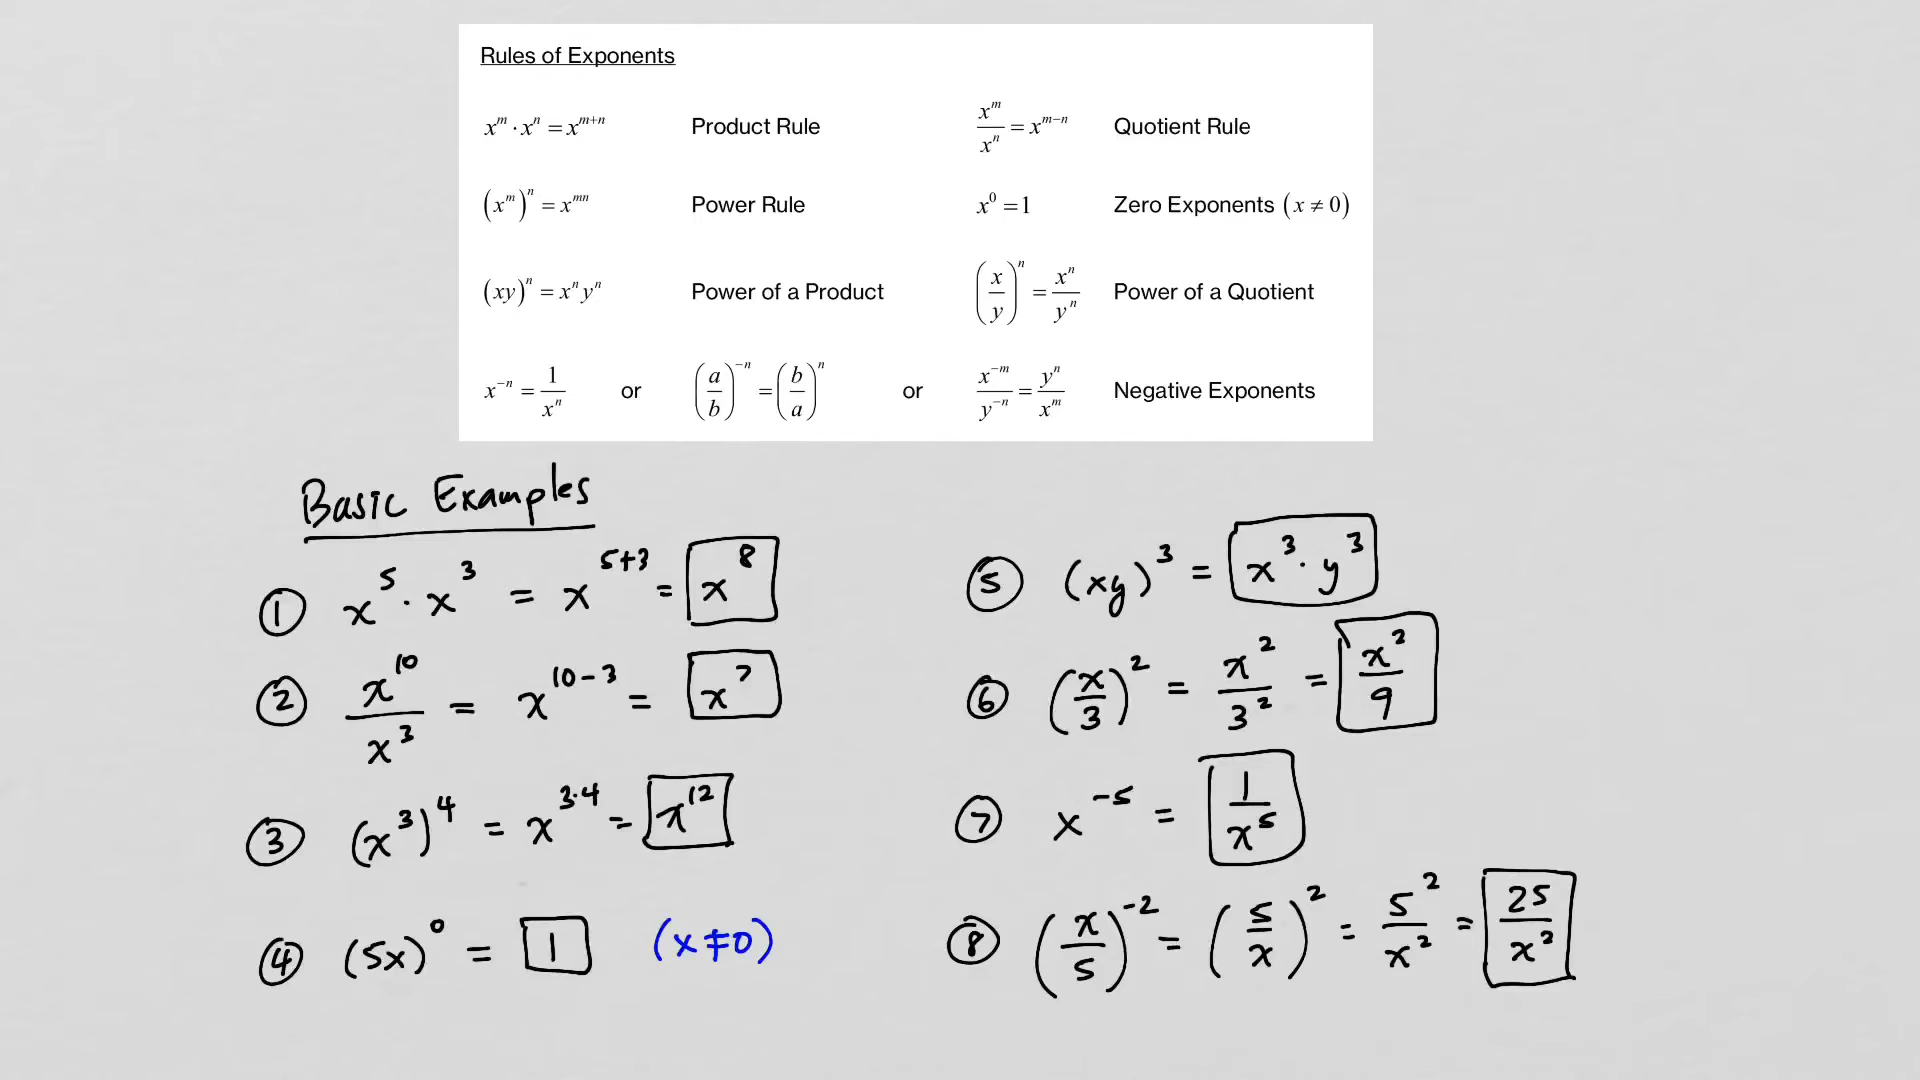 Rules of Exponents
x^m · x^n = x^{m+n} Product Rule x^m / x^n = x^{m−n} Quotient Rule
(x^m)^n = x^{mn} Power Rule x^0 = 1 Zero Exponents (x ≠ 0)
(xy)^n = x^n y^n Power of a Product (x/y)^n = x^n / y^n Power of a Quotient
x^{−n} = 1 / x^n or (a/b)^{−n} = (b/a)^n or x^{−m} / y^{−n} = y^n / x^m Negative Exponents
Basic Examples
① x^5 · x^3 = x^{5+3} = x^8
② x^{10} / x^3 = x^{10−3} = x^7
③ (x^3)^4 = x^{3·4} = x^{12}
④ (5x)^0 = 1 (x ≠ 0)
⑤ (xy)^3 = x^3 · y^3
⑥ (x/3)^2 = x^2 / 3^2 = x^2 / 9
⑦ x^{−5} = 1 / x^5
⑧ (x/5)^{−2} = (5/x)^2 = 5^2 / x^2 = 25 / x^2